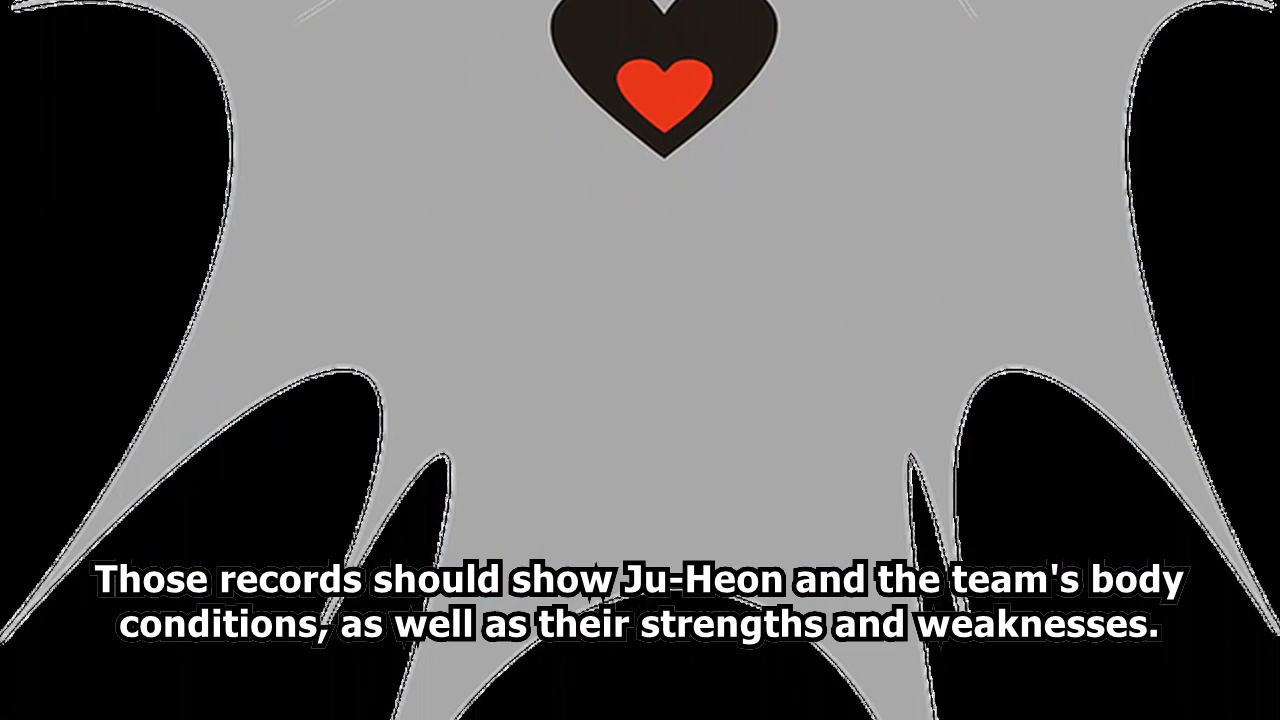 Those records should show Ju-Heon and the team's body
conditions, as well as their strengths and weaknesses.